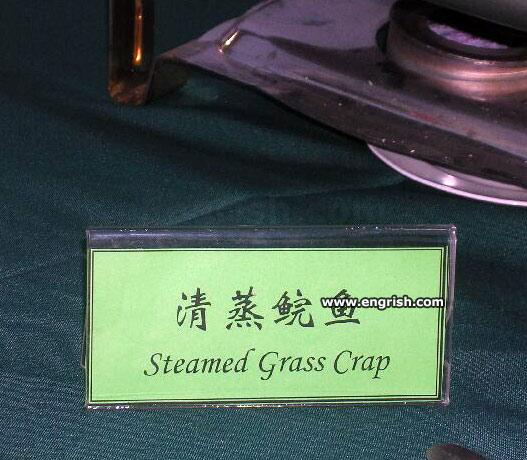 清蒸鲩鱼
www.engrish.com
Steamed Grass Crap